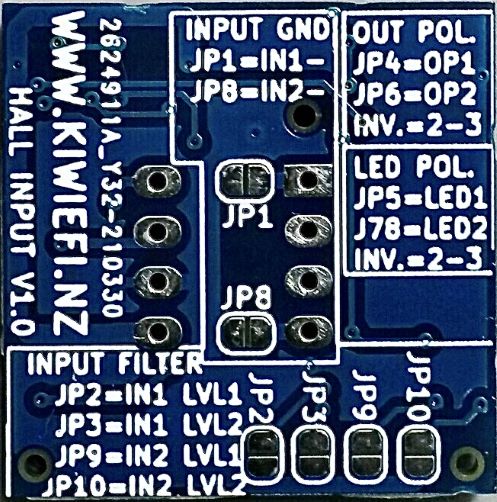 OUT POL.
JP4=OP1
JP6=OP2
INV.=2-3
LED POL.
JP5=LED1
J78=LED2
INV.=2-3
JP10
JP9
JP3
JP2
INPUT GND
JP1=IN1-
JP8=IN2-
JP1
JP8
INPUT FILTER
JP2=IN1 LVL1
JP3=IN1 LVL2
JP9=IN2 LVL1
JP10=IN2 LVL2
2624911A_Y32-210330
WWW.KIWIEFI.NZ
HALL INPUT V1.0